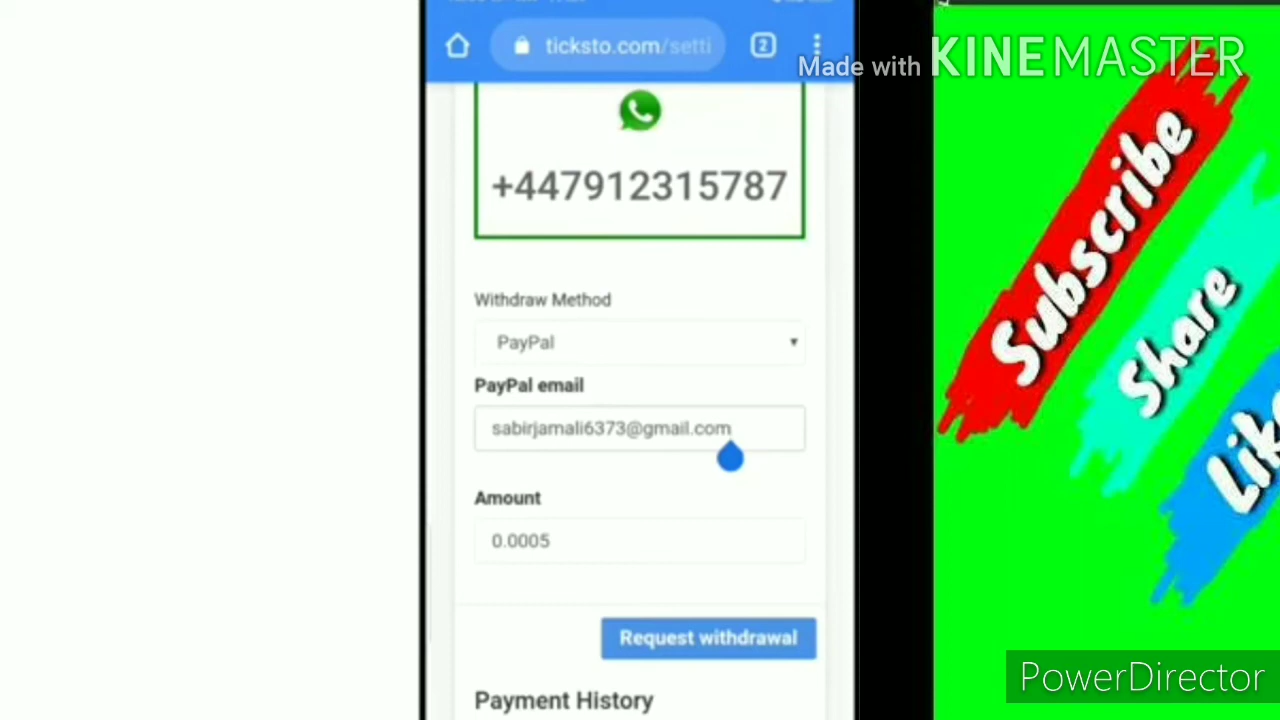 ticksto.com/setti
2
Made with KINEMASTER
+447912315787
Withdraw Method
PayPal
PayPal email
sabirjamali6373@gmail.com
Amount
0.0005
Request withdrawal
Payment History
Subscribe
Share
PowerDirector